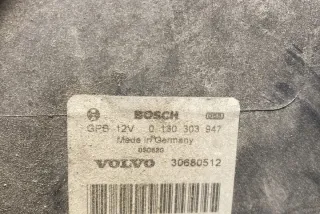 BOSCH
GPB 12V 0 130 303 947
Made in Germany
VOLVO 30680512